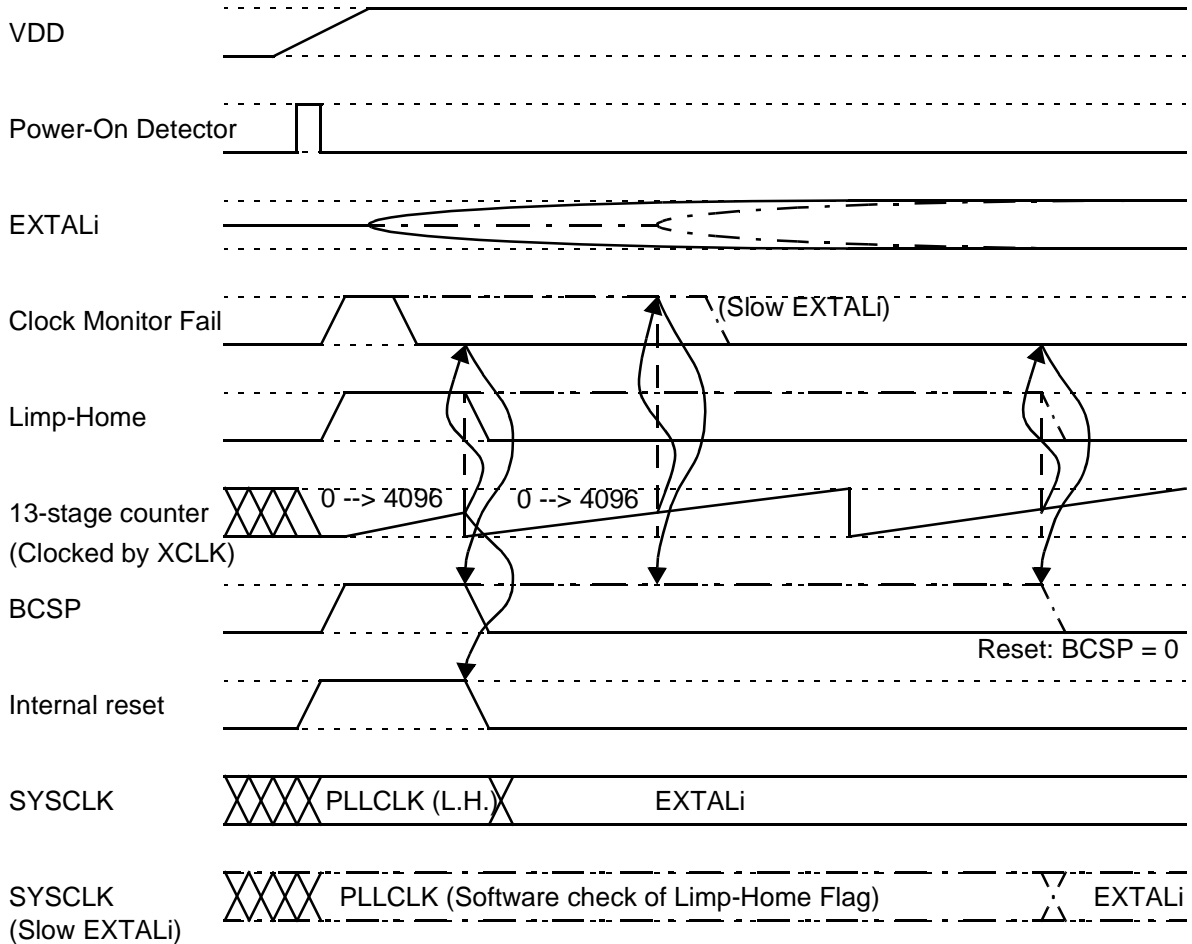 VDD
Power-On Detector
EXTALi
Clock Monitor Fail
(Slow EXTALi)
Limp-Home
13-stage counter
(Clocked by XCLK)
0 --> 4096
0 --> 4096
BCSP
Reset: BCSP = 0
Internal reset
SYSCLK
PLLCLK (L.H.)
EXTALi
SYSCLK
(Slow EXTALi)
PLLCLK (Software check of Limp-Home Flag)
EXTALi